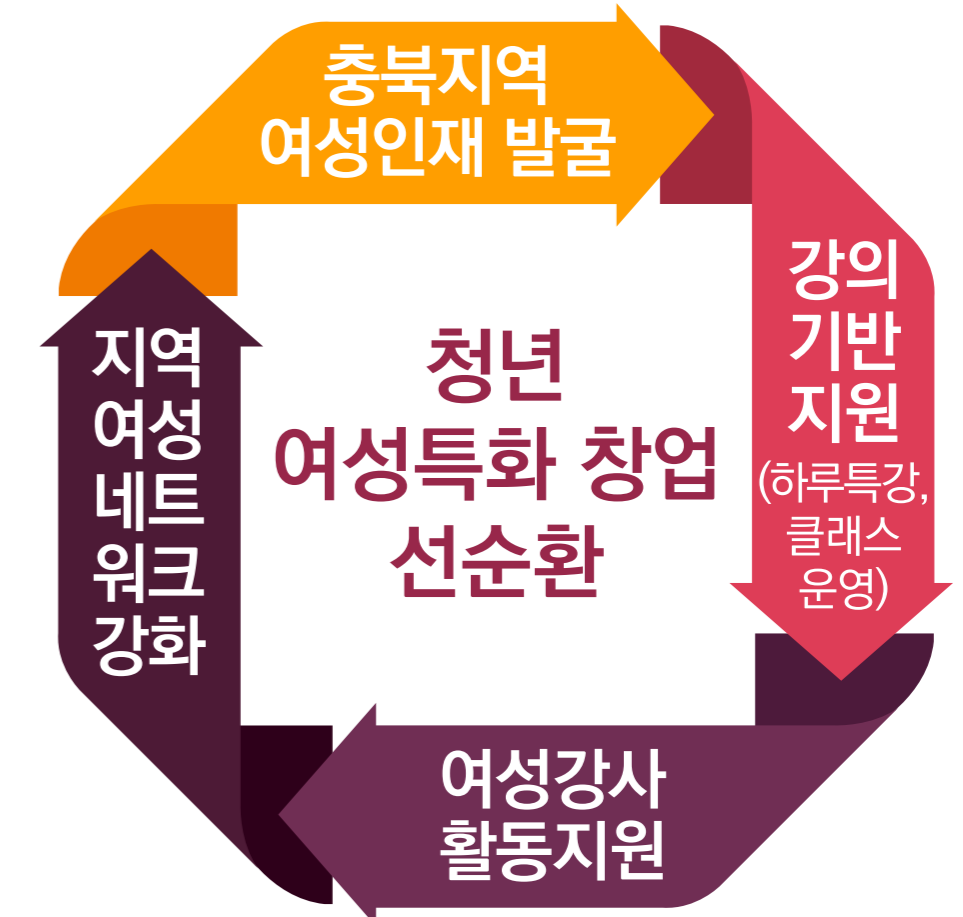 충북지역
여성인재 발굴
강의
기반
지원
(하루특강,
클래스
운영)
여성강사
활동지원
지역
여성
네트
워크
강화
청년
여성특화 창업
선순환